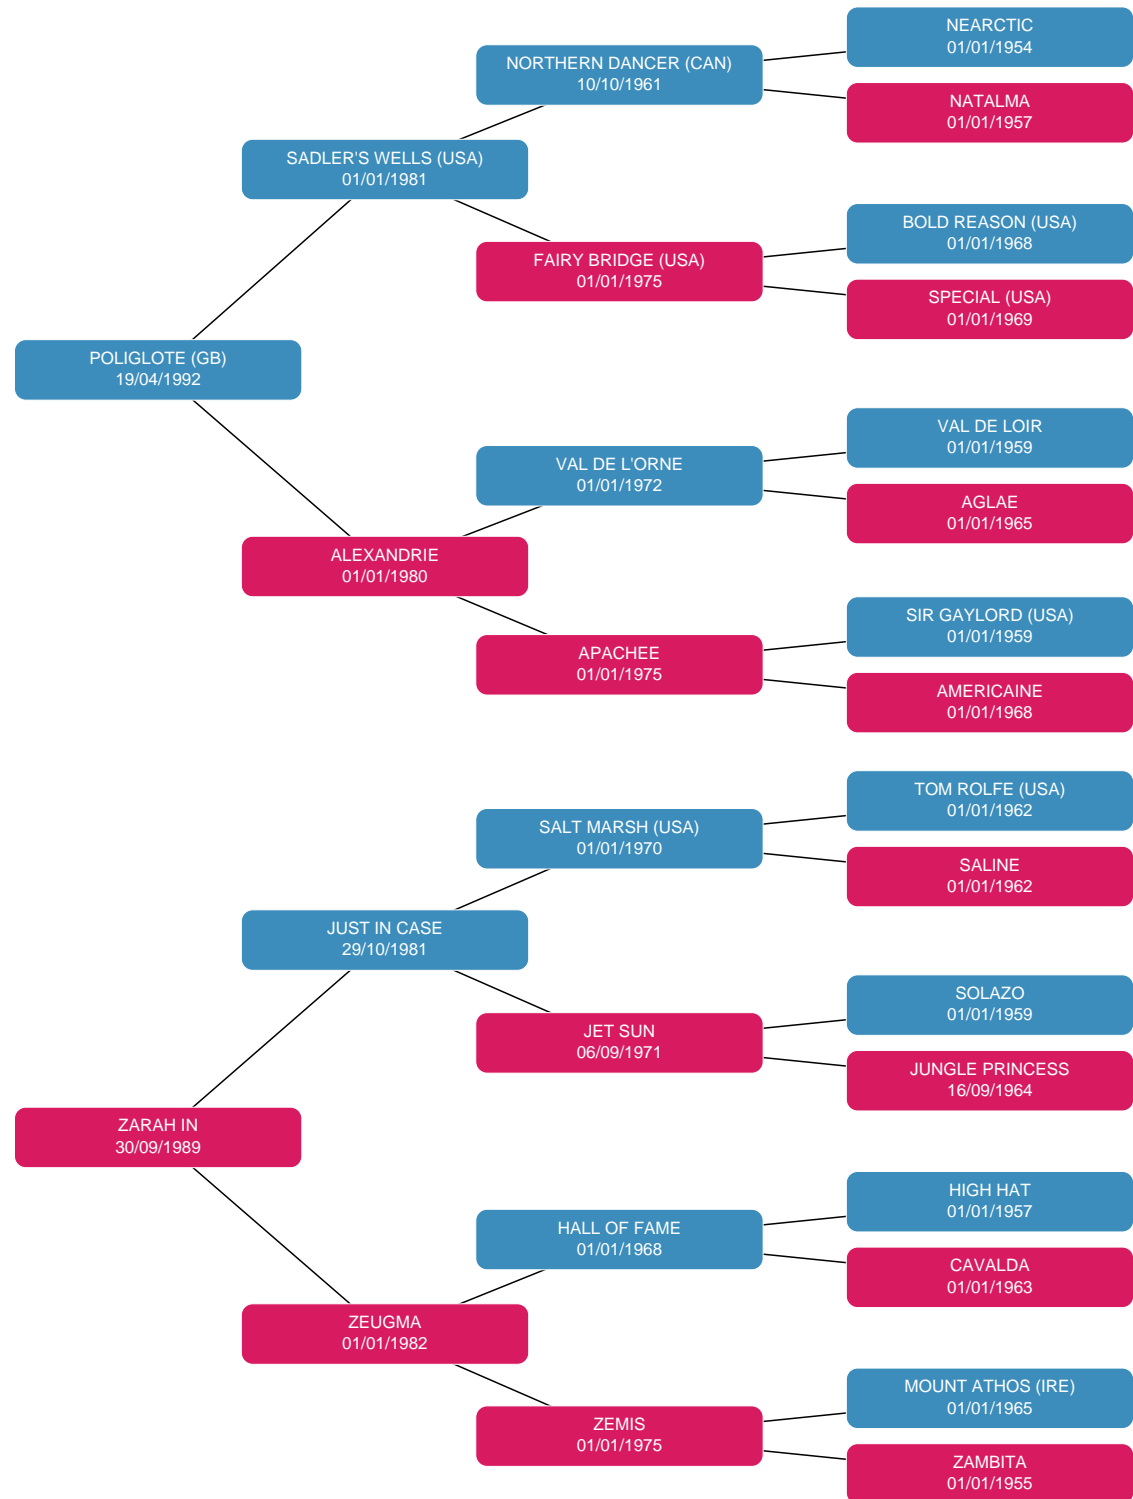 NEARCTIC
01/01/1954
NORTHERN DANCER (CAN)
10/10/1961
NATALMA
01/01/1957
SADLER'S WELLS (USA)
01/01/1981
BOLD REASON (USA)
01/01/1968
FAIRY BRIDGE (USA)
01/01/1975
SPECIAL (USA)
01/01/1969
POLIGLOTE (GB)
19/04/1992
VAL DE LOIR
01/01/1959
VAL DE L'ORNE
01/01/1972
AGLAE
01/01/1965
ALEXANDRIE
01/01/1980
SIR GAYLORD (USA)
01/01/1959
APACHEE
01/01/1975
AMERICAINE
01/01/1968
TOM ROLFE (USA)
01/01/1962
SALT MARSH (USA)
01/01/1970
SALINE
01/01/1962
JUST IN CASE
29/10/1981
SOLAZO
01/01/1959
JET SUN
06/09/1971
JUNGLE PRINCESS
16/09/1964
ZARAH IN
30/09/1989
HIGH HAT
01/01/1957
HALL OF FAME
01/01/1968
CAVALDA
01/01/1963
ZEUGMA
01/01/1982
MOUNT ATHOS (IRE)
01/01/1965
ZEMIS
01/01/1975
ZAMBITA
01/01/1955